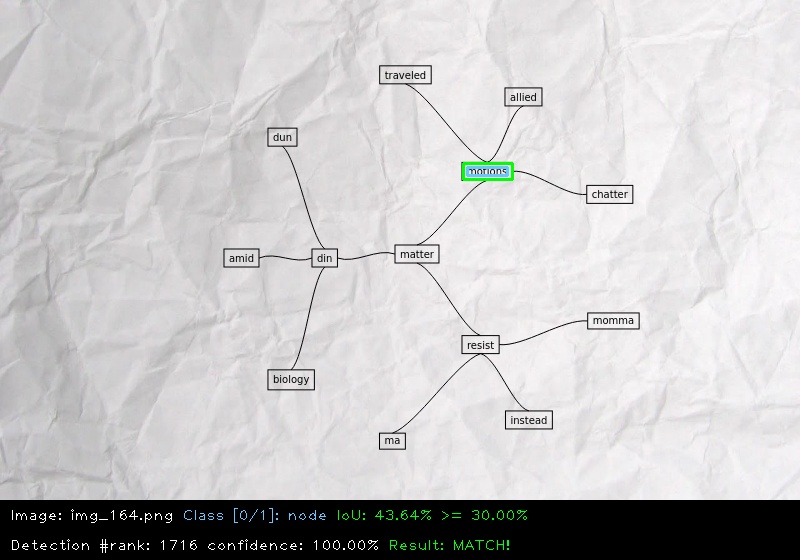 traveled
allied
dun
motions
chatter
amid
din
matter
momma
resist
biology
instead
ma
Image: img_164.png Class [0/1]: node IoU: 43.64% >= 30.00%
Detection #rank: 1716 confidence: 100.00% Result: MATCH!